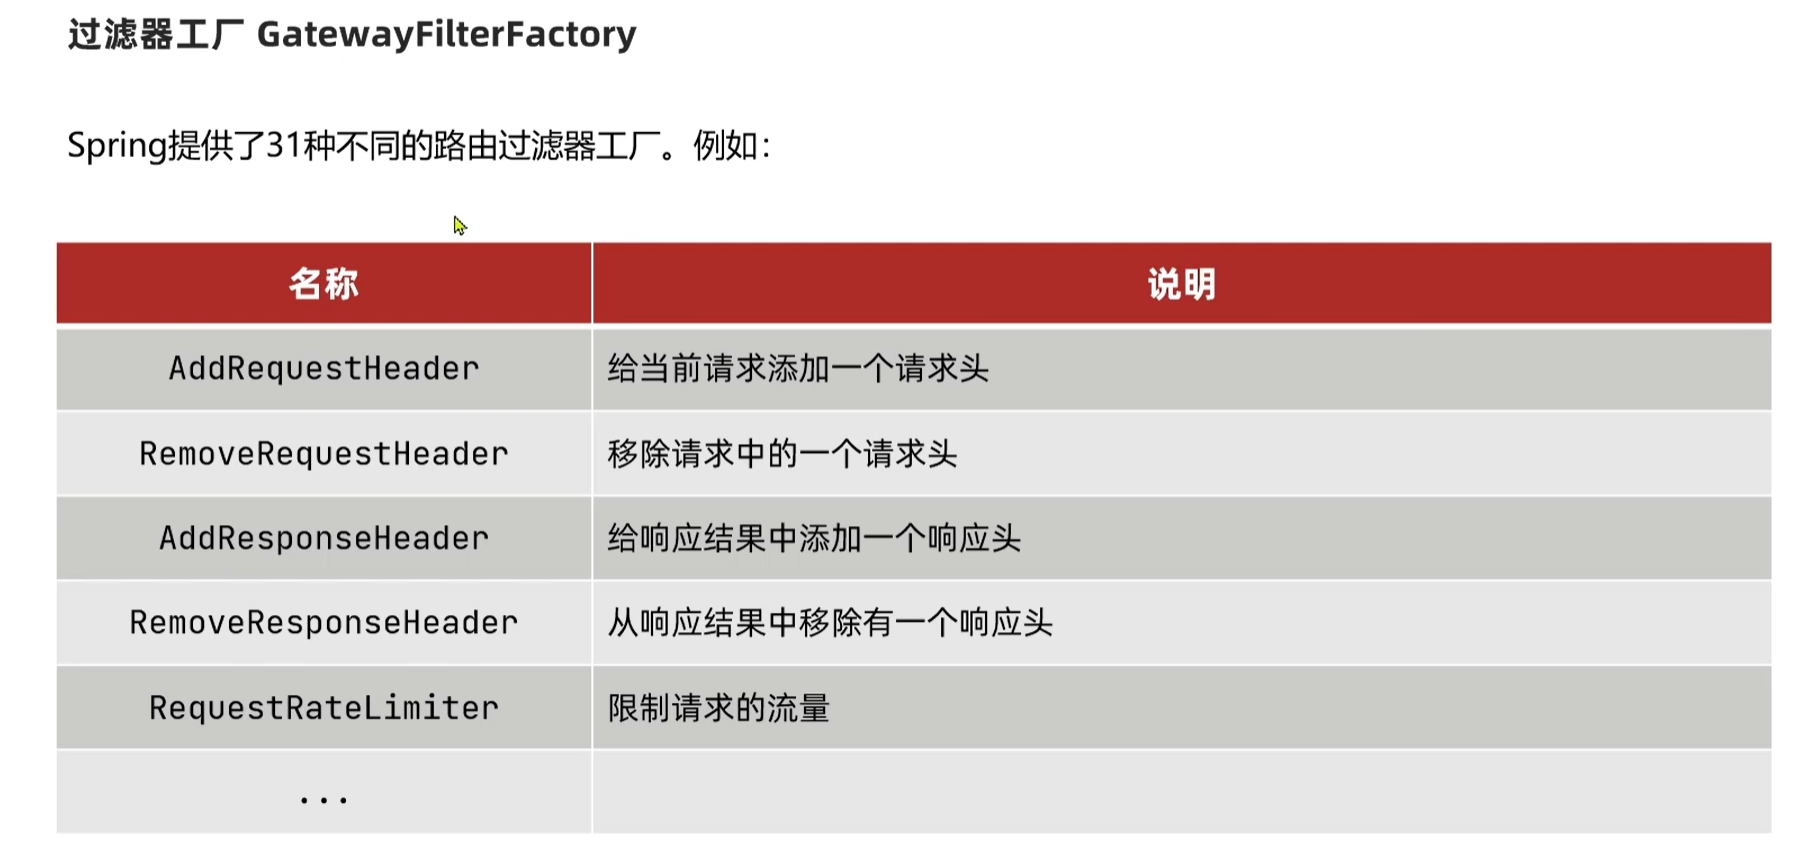 过滤器工厂 GatewayFilterFactory
Spring提供了31种不同的路由过滤器工厂。例如：
名称 说明
AddRequestHeader 给当前请求添加一个请求头
RemoveRequestHeader 移除请求中的一个请求头
AddResponseHeader 给响应结果中添加一个响应头
RemoveResponseHeader 从响应结果中移除有一个响应头
RequestRateLimiter 限制请求的流量
...